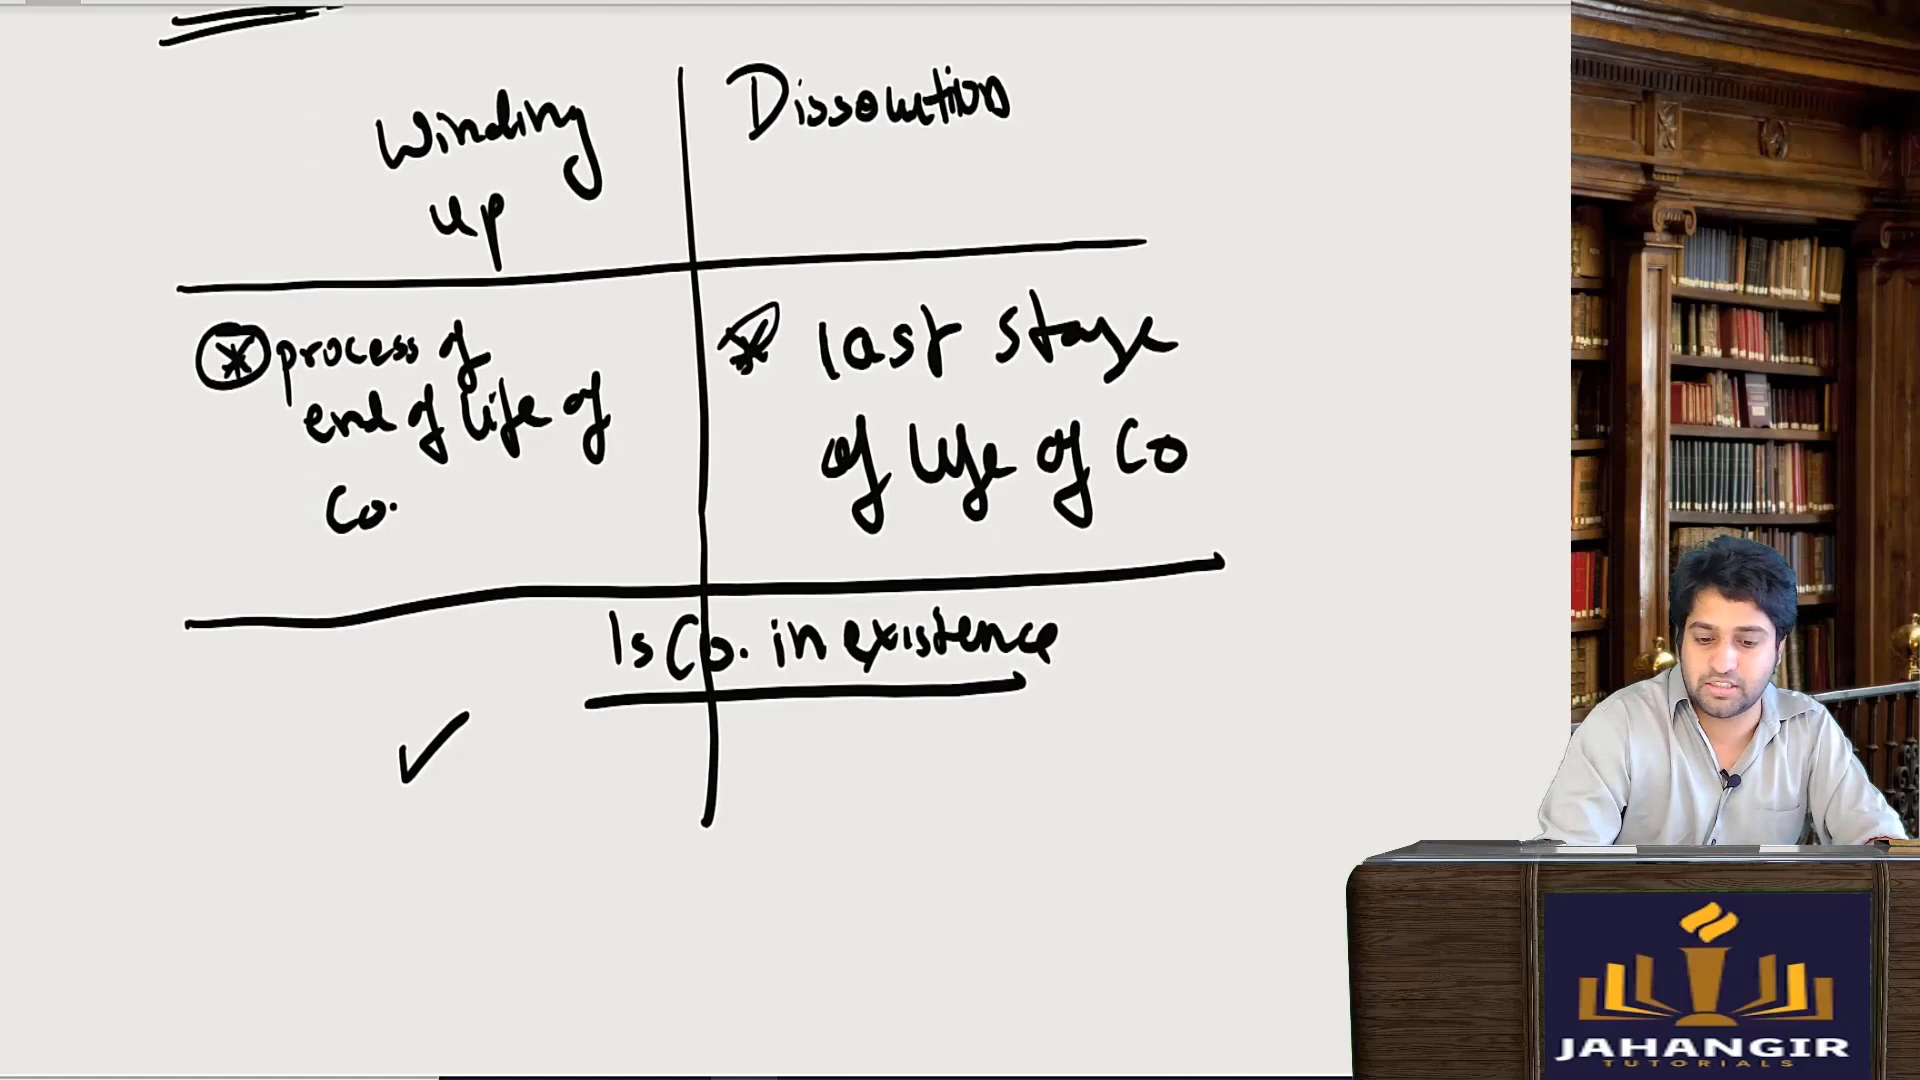 Winding
up
Dissolution
process of
end of life of
Co.
last stage
of life of Co
Is Co. in existence
JAHANGIR
TUTORIALS